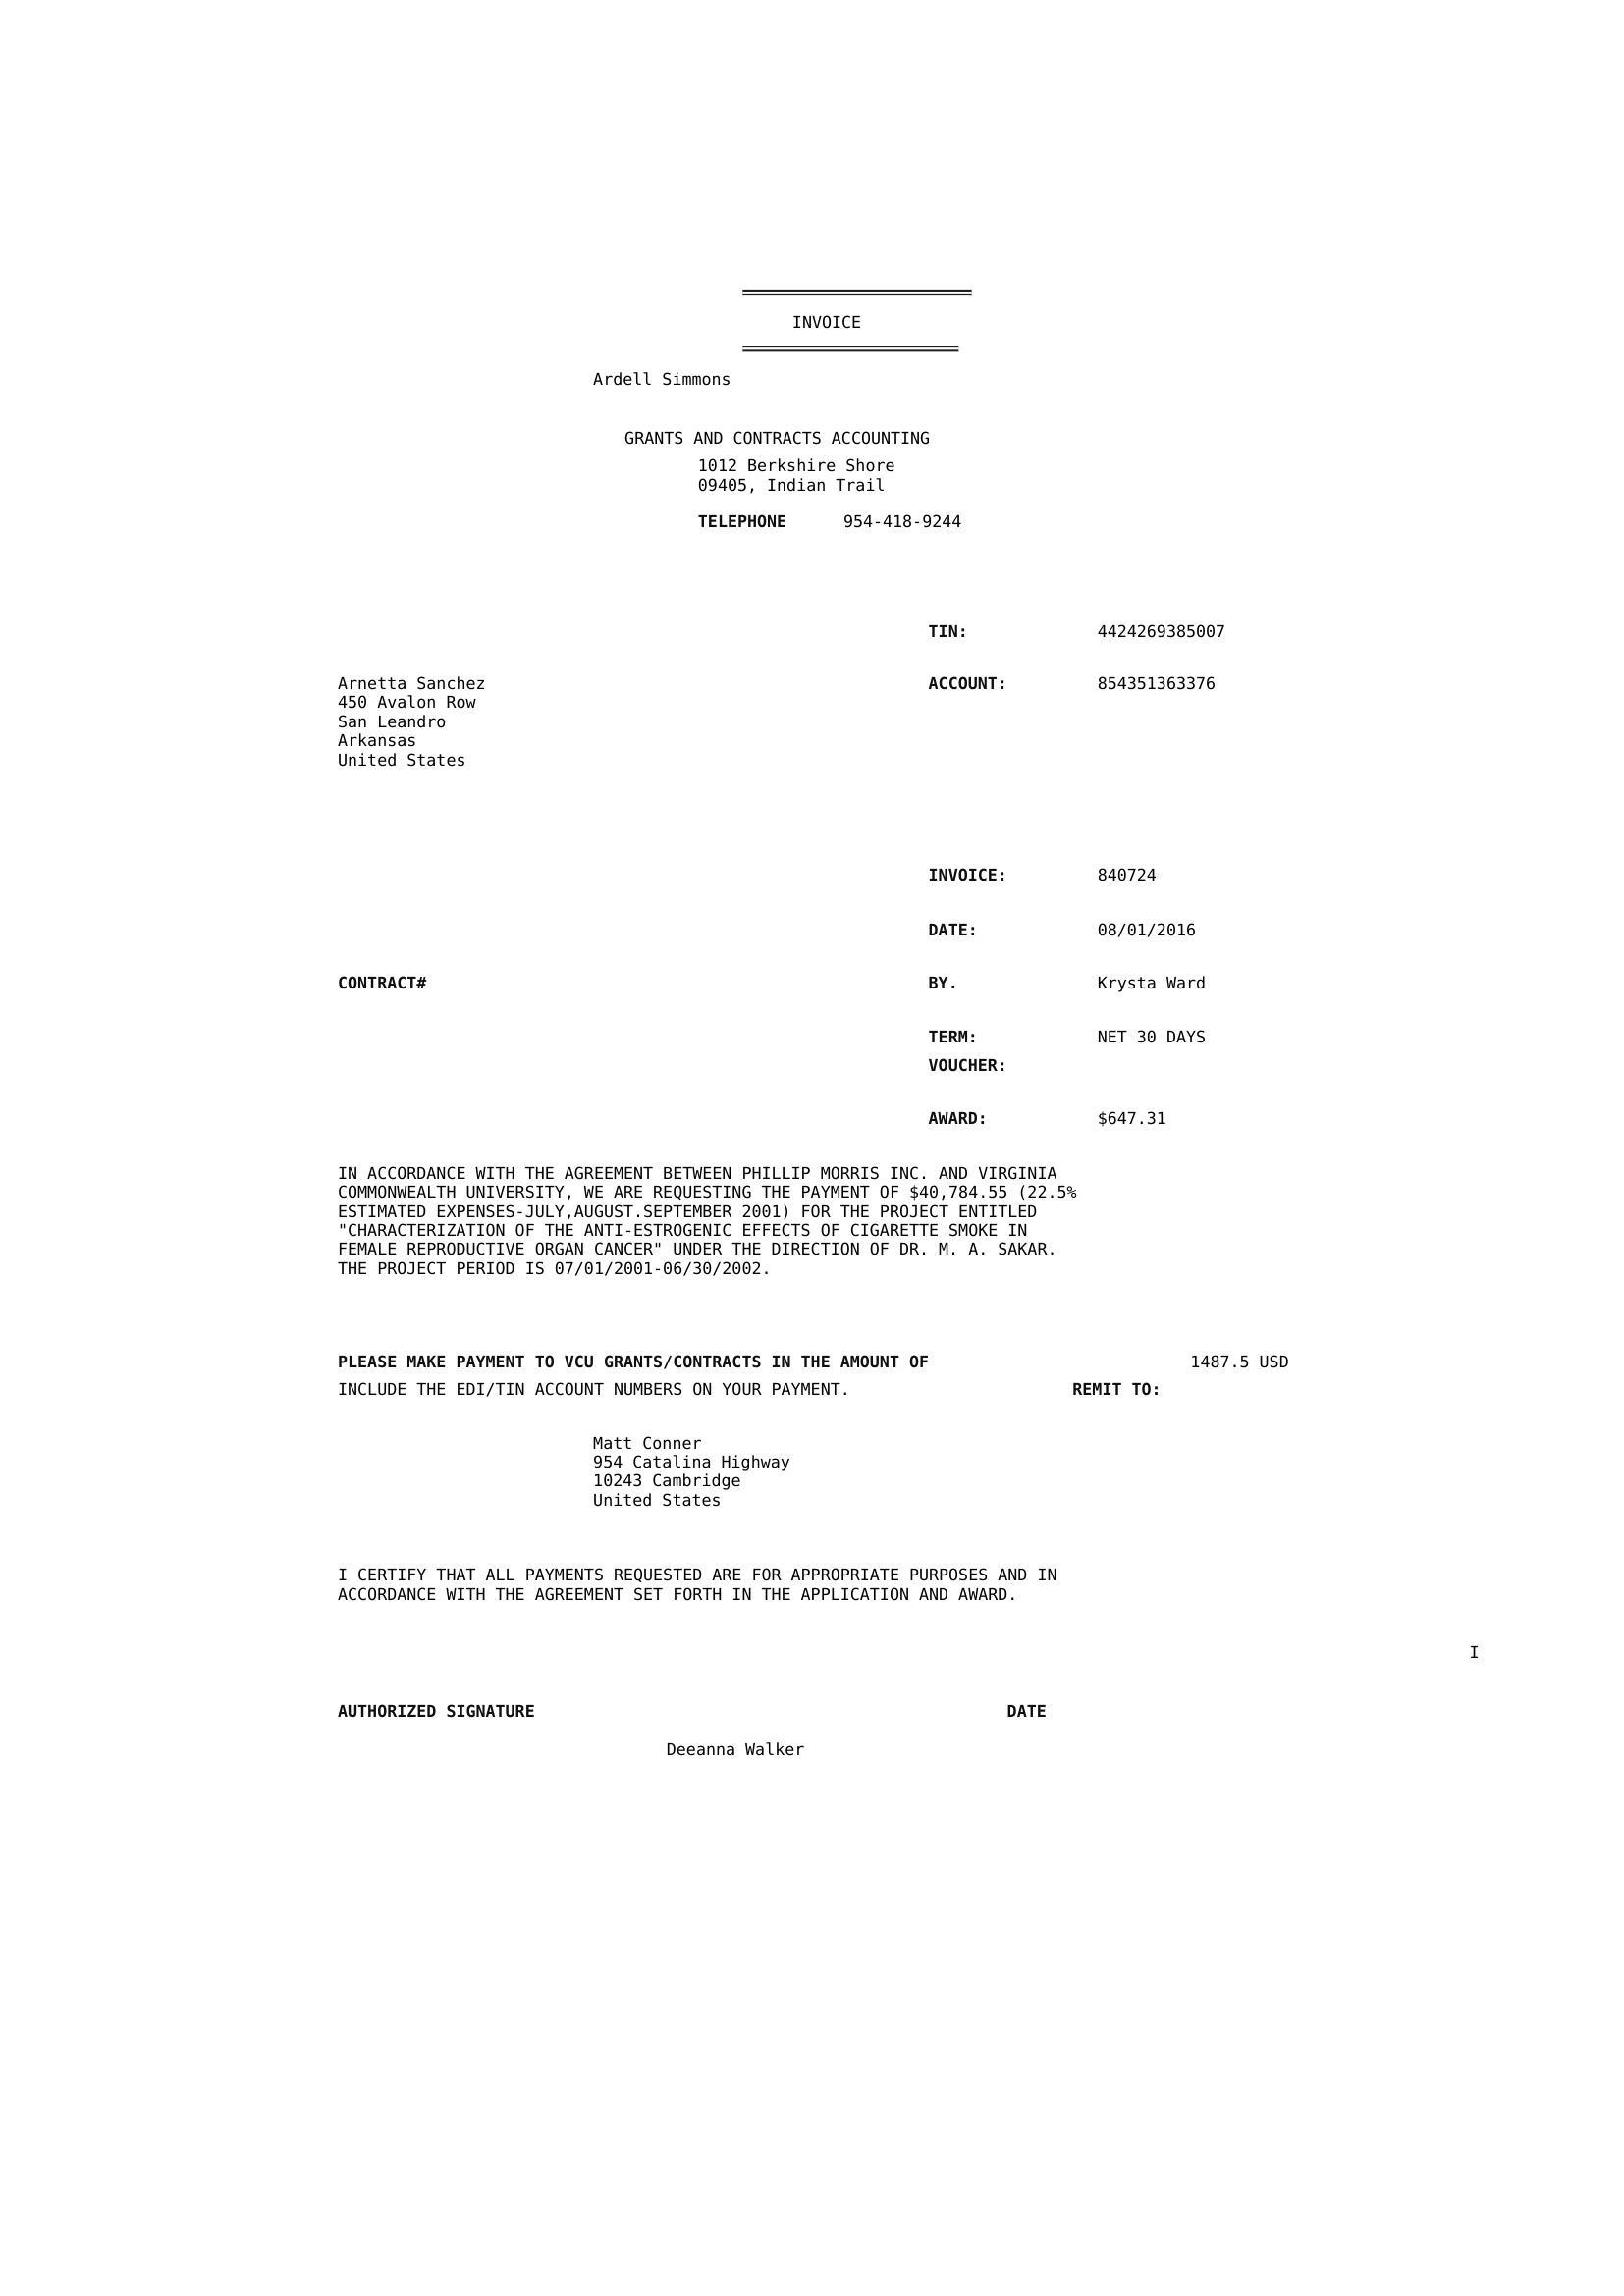 INVOICE
Ardell Simmons
GRANTS AND CONTRACTS ACCOUNTING
1012 Berkshire Shore
09405, Indian Trail
TELEPHONE 954-418-9244
TIN: 4424269385007
Arnetta Sanchez ACCOUNT: 854351363376
450 Avalon Row
San Leandro
Arkansas
United States
INVOICE: 840724
DATE: 08/01/2016
CONTRACT# BY. Krysta Ward
TERM: NET 30 DAYS
VOUCHER:
AWARD: $647.31
IN ACCORDANCE WITH THE AGREEMENT BETWEEN PHILLIP MORRIS INC. AND VIRGINIA
COMMONWEALTH UNIVERSITY, WE ARE REQUESTING THE PAYMENT OF $40,784.55 (22.5%
ESTIMATED EXPENSES-JULY,AUGUST.SEPTEMBER 2001) FOR THE PROJECT ENTITLED
"CHARACTERIZATION OF THE ANTI-ESTROGENIC EFFECTS OF CIGARETTE SMOKE IN
FEMALE REPRODUCTIVE ORGAN CANCER" UNDER THE DIRECTION OF DR. M. A. SAKAR.
THE PROJECT PERIOD IS 07/01/2001-06/30/2002.
PLEASE MAKE PAYMENT TO VCU GRANTS/CONTRACTS IN THE AMOUNT OF 1487.5 USD
INCLUDE THE EDI/TIN ACCOUNT NUMBERS ON YOUR PAYMENT. REMIT TO:
Matt Conner
954 Catalina Highway
10243 Cambridge
United States
I CERTIFY THAT ALL PAYMENTS REQUESTED ARE FOR APPROPRIATE PURPOSES AND IN
ACCORDANCE WITH THE AGREEMENT SET FORTH IN THE APPLICATION AND AWARD.
I
AUTHORIZED SIGNATURE DATE
Deeanna Walker